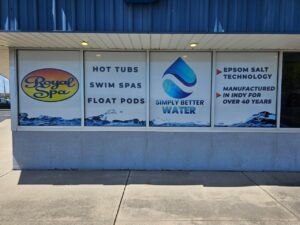 Royal
Spa
HOT TUBS
SWIM SPAS
FLOAT PODS
SIMPLY BETTER
WATER
EPSOM SALT
TECHNOLOGY
MANUFACTURED
IN INDY FOR
OVER 40 YEARS